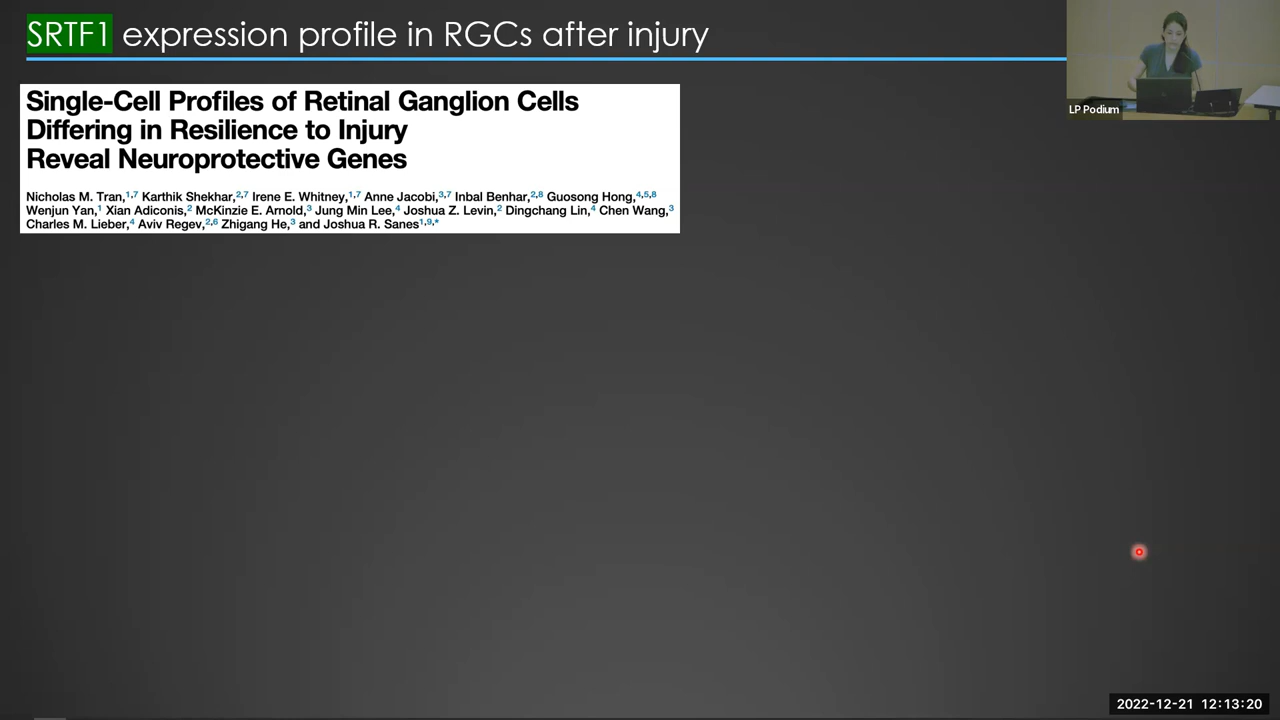 SRTF1 expression profile in RGCs after injury
LP Podium
Single-Cell Profiles of Retinal Ganglion Cells
Differing in Resilience to Injury
Reveal Neuroprotective Genes
Nicholas M. Tran,1,7 Karthik Shekhar,2,7 Irene E. Whitney,1,7 Anne Jacobi,3,7 Inbal Benhar,2,8 Guosong Hong,4,5,8
Wenjun Yan,1 Xian Adiconis,2 McKinzie E. Arnold,3 Jung Min Lee,4 Joshua Z. Levin,2 Dingchang Lin,4 Chen Wang,3
Charles M. Lieber,4 Aviv Regev,2,6 Zhigang He,3 and Joshua R. Sanes1,9,*
2022-12-21 12:13:20